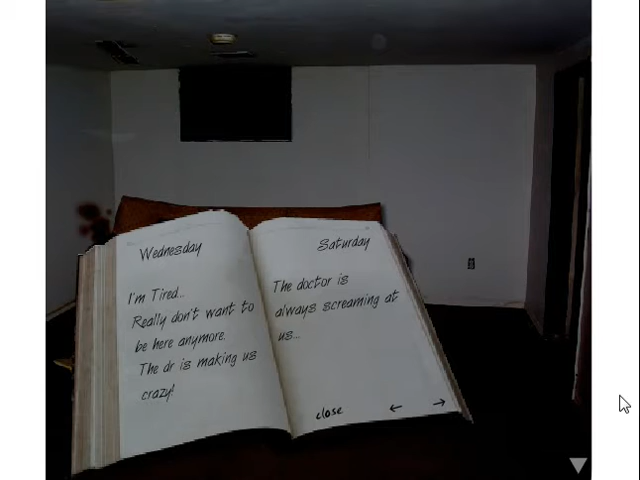 Wednesday
I'm Tired...
Really don't want to
be here anymore.
The dr is making us
crazy!
Saturday
The doctor is
always screaming at
us...
close ← →